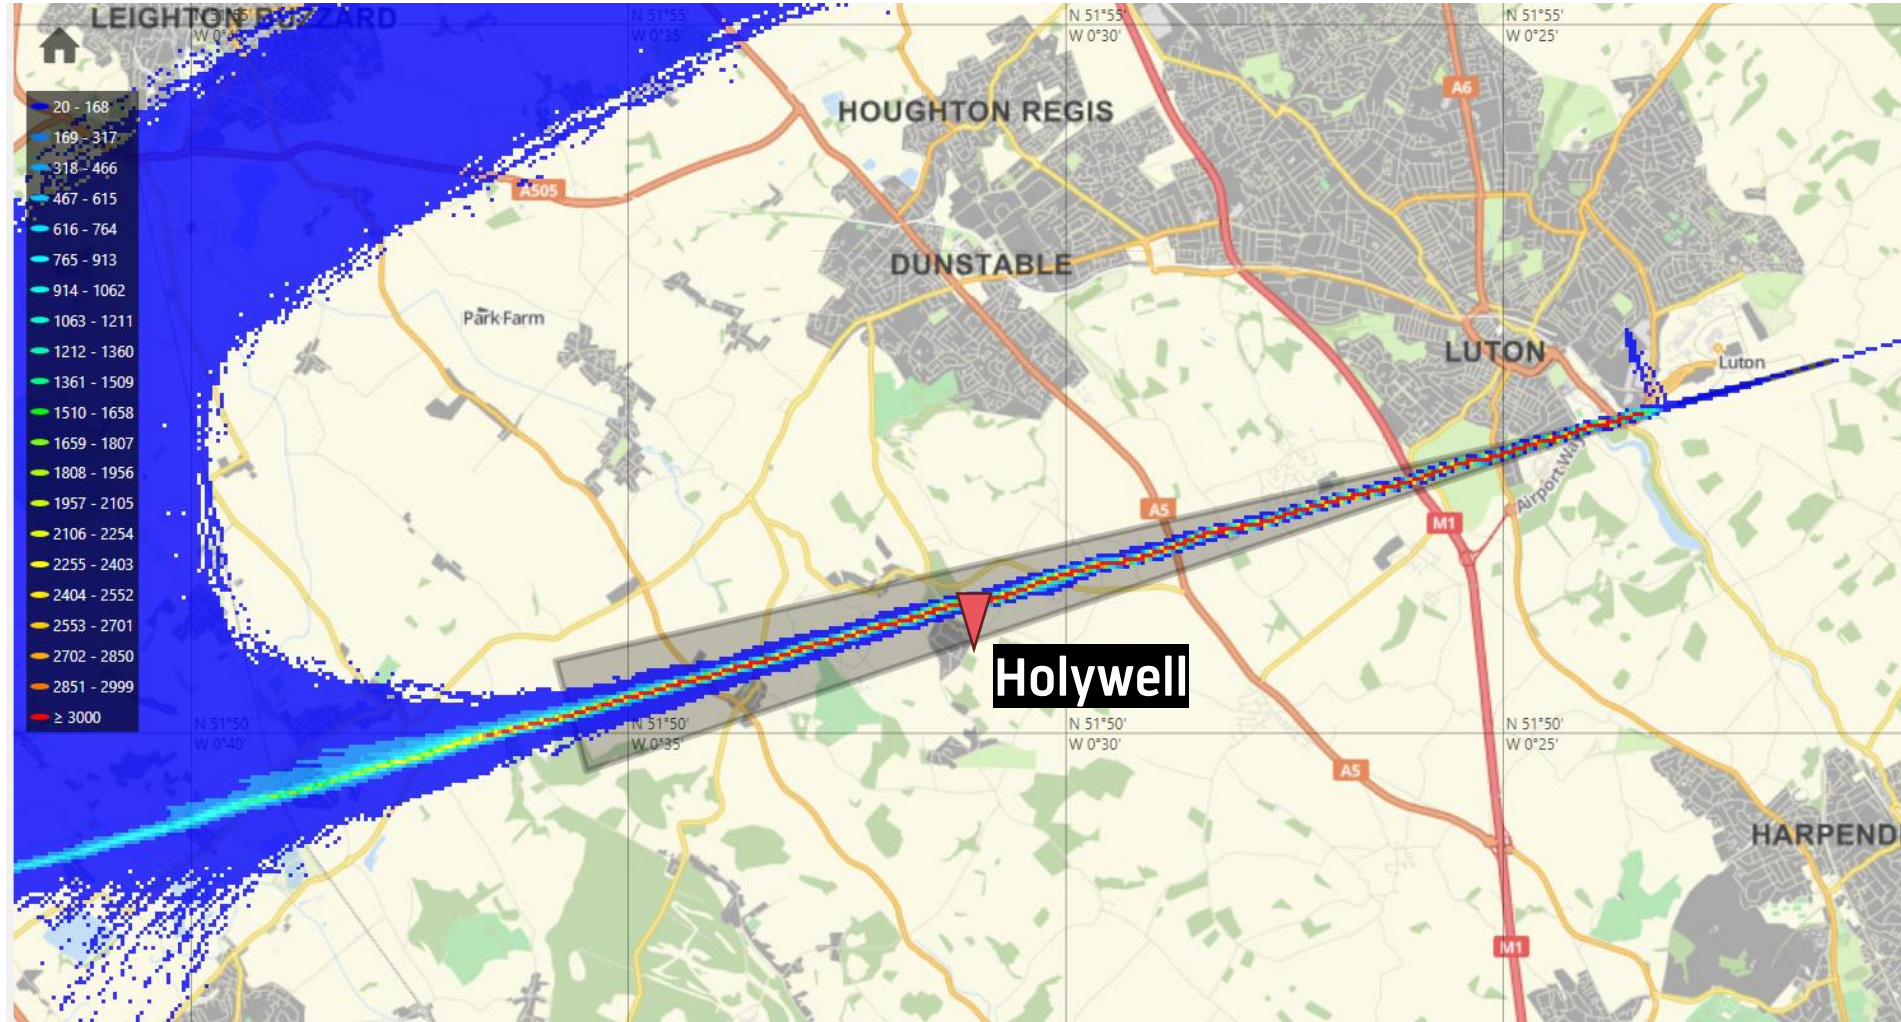 LEIGHTON BUZZARD
N 51°55'
W 0°35'
N 51°55'
W 0°30'
N 51°55'
W 0°25'
A6
HOUGHTON REGIS
20 - 168
169 - 317
318 - 466
467 - 615
616 - 764
765 - 913
914 - 1062
1063 - 1211
1212 - 1360
1361 - 1509
1510 - 1658
1659 - 1807
1808 - 1956
1957 - 2105
2106 - 2254
2255 - 2403
2404 - 2552
2553 - 2701
2702 - 2850
2851 - 2999
≥ 3000
A505
DUNSTABLE
Park Farm
LUTON
Luton
A5
M1
Airport Way
Holywell
N 51°50'
W 0°40'
N 51°50'
W 0°35'
N 51°50'
W 0°30'
N 51°50'
W 0°25'
A5
HARPEND
M1